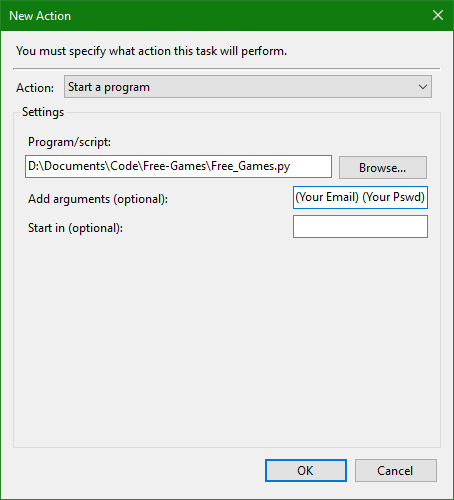 New Action
You must specify what action this task will perform.
Action: Start a program
Settings
Program/script:
D:\Documents\Code\Free-Games\Free_Games.py Browse...
Add arguments (optional): (Your Email) (Your Pswd)
Start in (optional):
OK Cancel